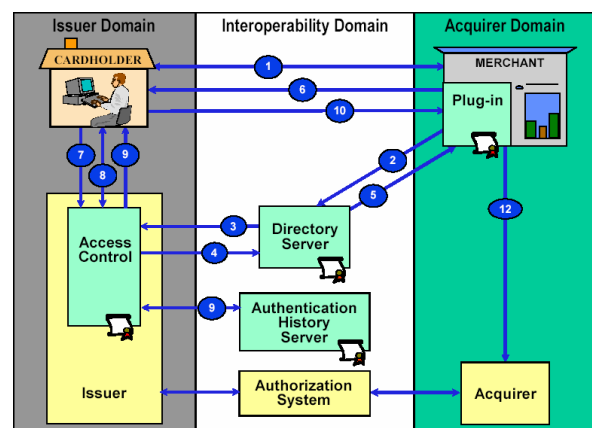 Issuer Domain
Interoperability Domain
Acquirer Domain
CARDHOLDER
MERCHANT
1
6
10
Plug-in
7
9
8
2
5
12
3
4
Access
Control
Directory
Server
9
Authentication
History
Server
Issuer
Authorization
System
Acquirer